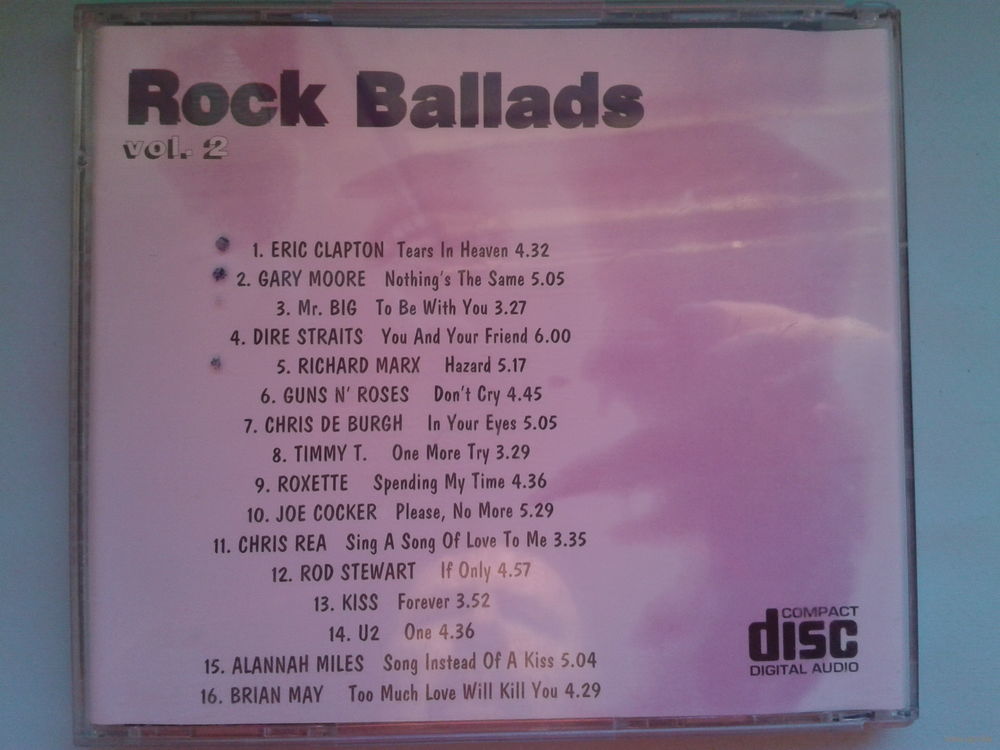 Rock Ballads
vol. 2
1. ERIC CLAPTON Tears In Heaven 4.32
2. GARY MOORE Nothing's The Same 5.05
3. Mr. BIG To Be With You 3.27
4. DIRE STRAITS You And Your Friend 6.00
5. RICHARD MARX Hazard 5.17
6. GUNS N' ROSES Don't Cry 4.45
7. CHRIS DE BURGH In Your Eyes 5.05
8. TIMMY T. One More Try 3.29
9. ROXETTE Spending My Time 4.36
10. JOE COCKER Please, No More 5.29
11. CHRIS REA Sing A Song Of Love To Me 3.35
12. ROD STEWART If Only 4.57
13. KISS Forever 3.52
14. U2 One 4.36
15. ALANNAH MILES Song Instead Of A Kiss 5.04
16. BRIAN MAY Too Much Love Will Kill You 4.29
COMPACT
disc
DIGITAL AUDIO